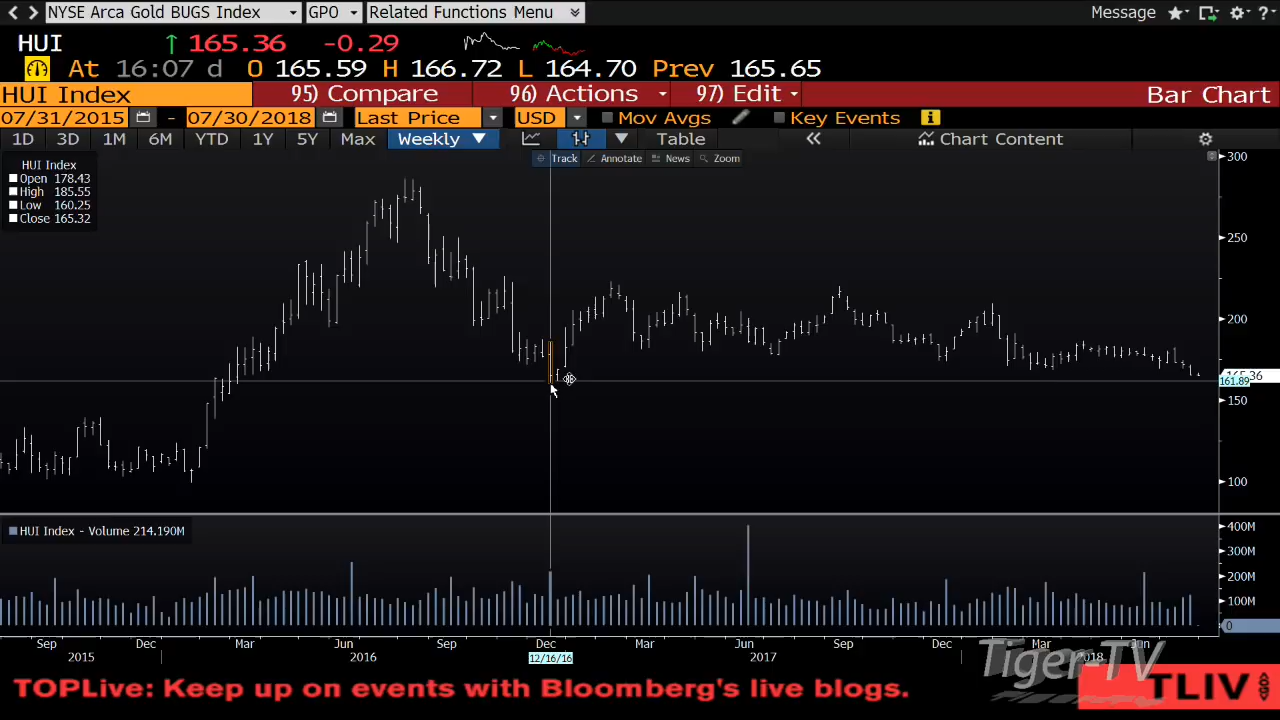 NYSE Arca Gold BUGS Index GPO Related Functions Menu Message ?
HUI ↑ 165.36 -0.29
At 16:07 d O 165.59 H 166.72 L 164.70 Prev 165.65
HUI Index 95) Compare 96) Actions 97) Edit Bar Chart
07/31/2015 - 07/30/2018 Last Price USD Mov Avgs Key Events
1D 3D 1M 6M YTD 1Y 5Y Max Weekly Table Chart Content
Track Annotate News Zoom
HUI Index
Open 178.43
High 185.55
Low 160.25
Close 165.32
300
250
200
165.36
161.89
150
100
HUI Index - Volume 214.190M
400M
300M
200M
100M
0
Sep Dec Mar Jun Sep Dec Mar Jun Sep Dec Mar Jun
2015 2016 12/16/16 2017 2018
Tiger-TV
TOPLive: Keep up on events with Bloomberg's live blogs. TLIV